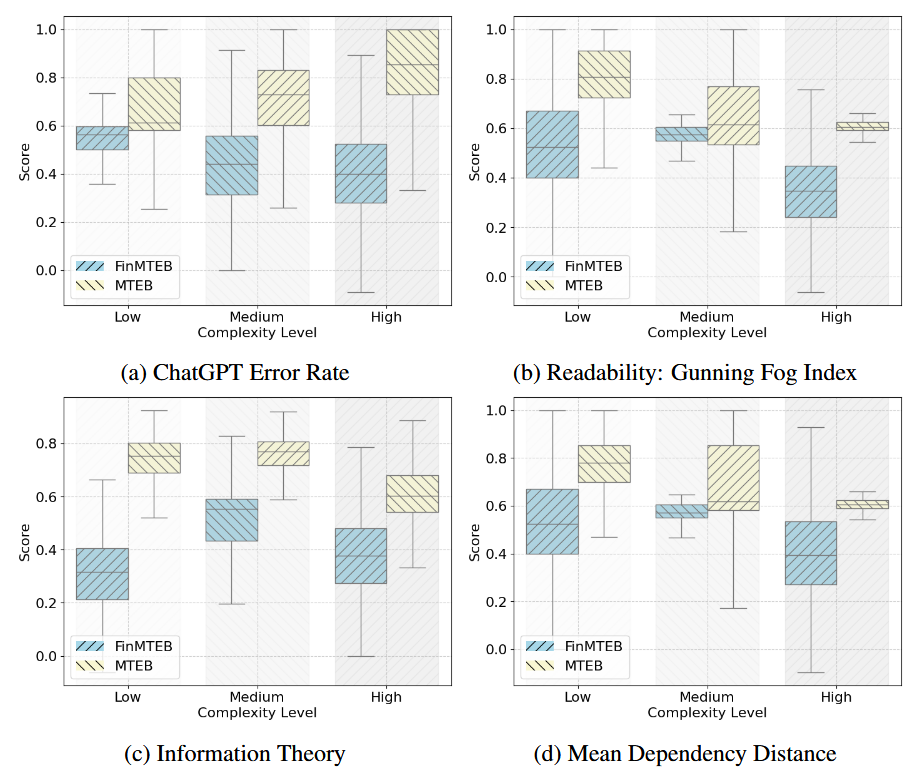 1.0
0.8
0.6
0.4
0.2
0.0
Score
FinMTEB
MTEB
Low Medium High
Complexity Level
(a) ChatGPT Error Rate
1.0
0.8
0.6
0.4
0.2
0.0
Score
FinMTEB
MTEB
Low Medium High
Complexity Level
(b) Readability: Gunning Fog Index
0.8
0.6
0.4
0.2
0.0
Score
FinMTEB
MTEB
Low Medium High
Complexity Level
(c) Information Theory
1.0
0.8
0.6
0.4
0.2
0.0
Score
FinMTEB
MTEB
Low Medium High
Complexity Level
(d) Mean Dependency Distance